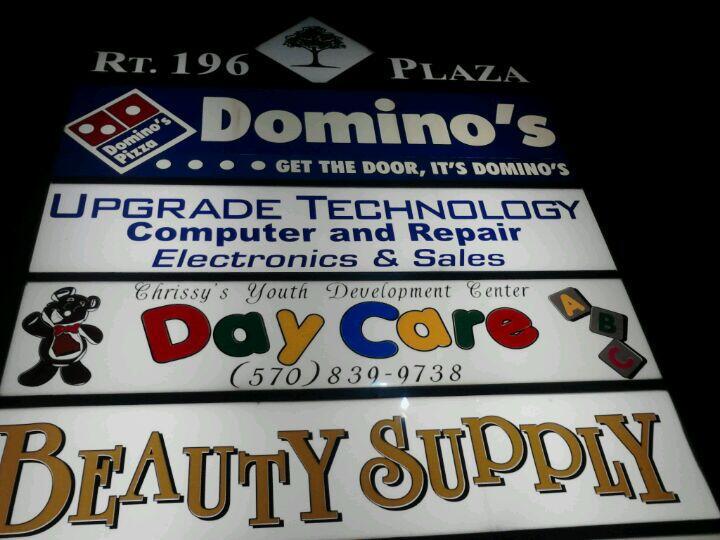 RT. 196 PLAZA
Domino's Pizza
Domino's
GET THE DOOR, IT'S DOMINO'S
UPGRADE TECHNOLOGY
Computer and Repair
Electronics & Sales
Chrissy's Youth Development Center
Day Care
A B C
(570) 839-9738
BEAUTY SUPPLY